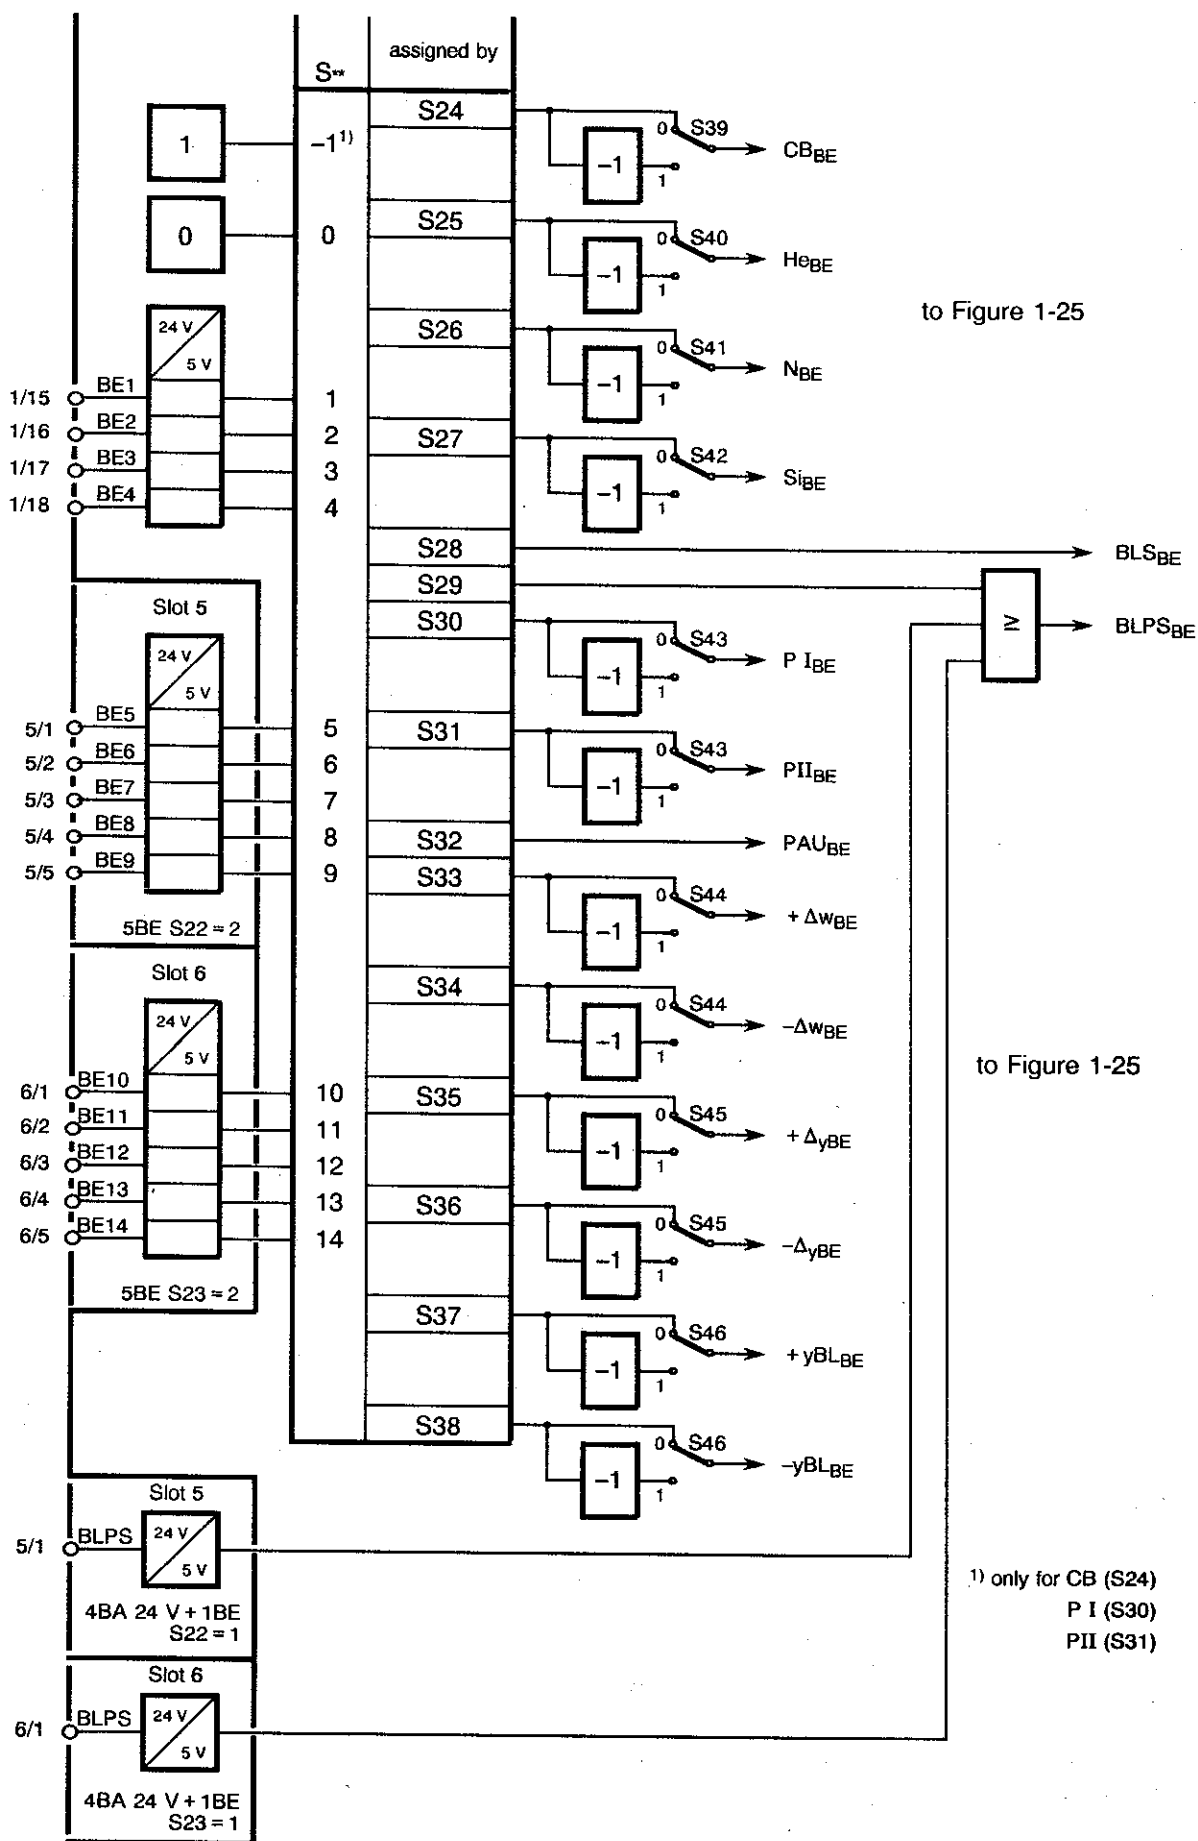 S** assigned by
1 -1¹⁾ S24 -1 0 1 S39 CB_BE
0 0 S25 -1 0 1 S40 He_BE
to Figure 1-25
24 V 5 V S26 -1 0 1 S41 N_BE
1/15 BE1 1
1/16 BE2 2 S27 -1 0 1 S42 Si_BE
1/17 BE3 3
1/18 BE4 4
S28 BLS_BE
S29 ≥ BLPS_BE
Slot 5
24 V 5 V S30 -1 0 1 S43 P I_BE
5/1 BE5 5 S31 -1 0 1 S43 PII_BE
5/2 BE6 6
5/3 BE7 7
5/4 BE8 8 S32 PAU_BE
5/5 BE9 9 S33 -1 0 1 S44 +Δw_BE
5BE S22 = 2
Slot 6
24 V 5 V S34 -1 0 1 S44 -Δw_BE
to Figure 1-25
6/1 BE10 10 S35 -1 0 1 S45 +Δ_yBE
6/2 BE11 11
6/3 BE12 12
6/4 BE13 13 S36 -1 0 1 S45 -Δ_yBE
6/5 BE14 14
5BE S23 = 2
S37 -1 0 1 S46 +yBL_BE
S38 -1 0 1 S46 -yBL_BE
Slot 5
5/1 BLPS 24 V 5 V
4BA 24 V + 1BE
S22 = 1
1) only for CB (S24)
P I (S30)
PII (S31)
Slot 6
6/1 BLPS 24 V 5 V
4BA 24 V + 1BE
S23 = 1